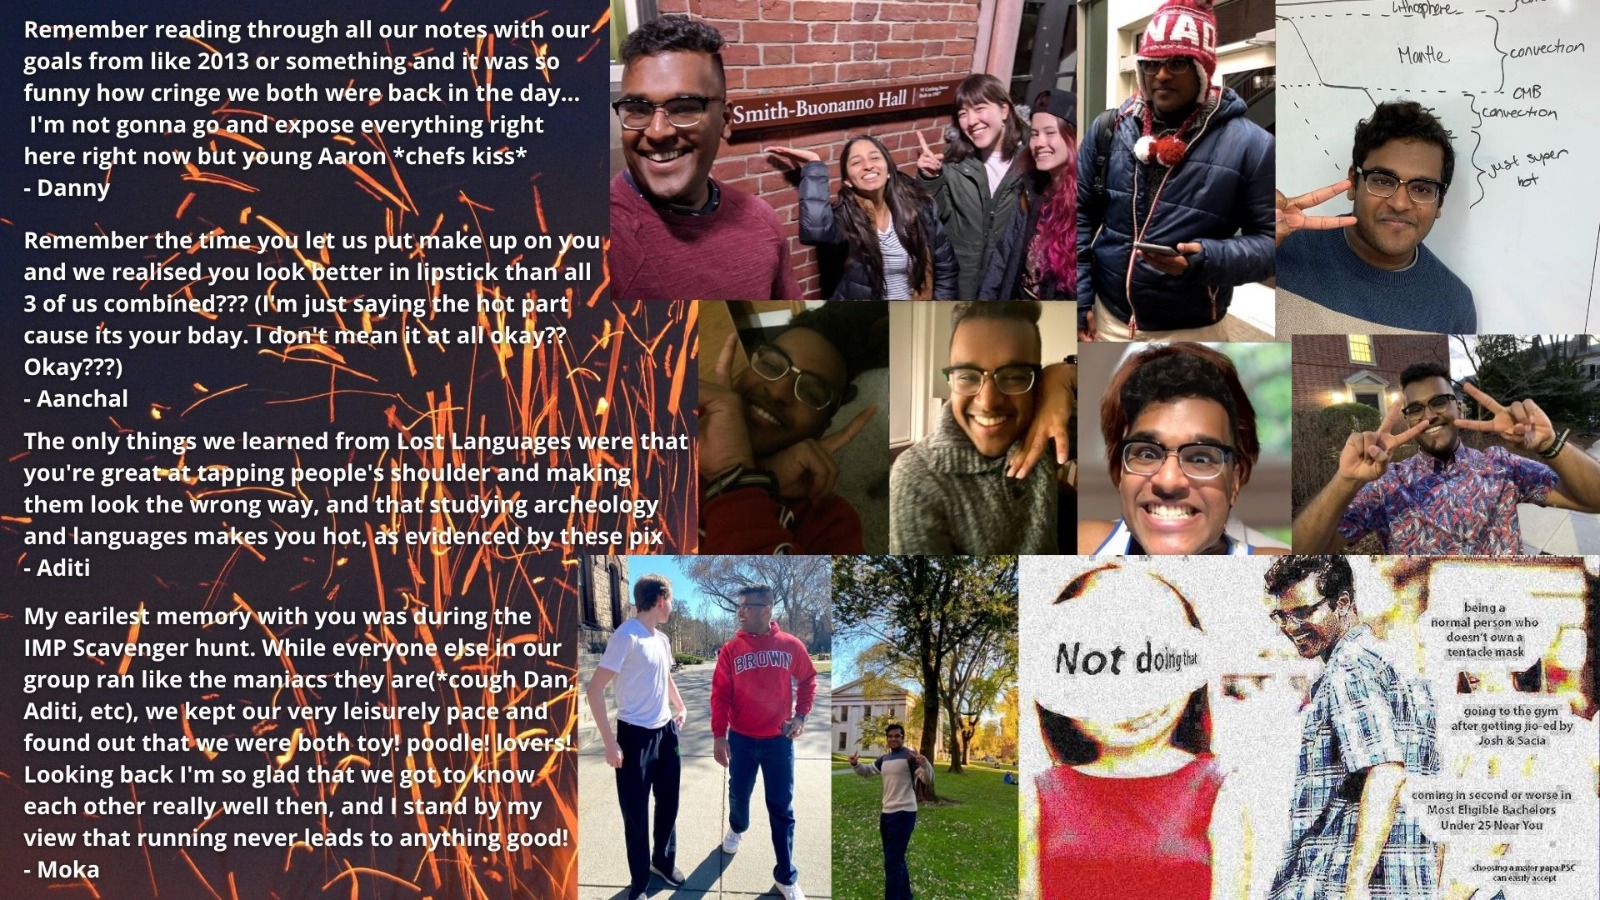 Remember reading through all our notes with our
goals from like 2013 or something and it was so
funny how cringe we both were back in the day...
I'm not gonna go and expose everything right
here right now but young Aaron *chefs kiss*
- Danny
Remember the time you let us put make up on you
and we realised you look better in lipstick than all
3 of us combined??? (I'm just saying the hot part
cause its your bday. I don't mean it at all okay??
Okay???)
- Aanchal
The only things we learned from Lost Languages were that
you're great at tapping people's shoulder and making
them look the wrong way, and that studying archeology
and languages makes you hot, as evidenced by these pix
- Aditi
My earilest memory with you was during the
IMP Scavenger hunt. While everyone else in our
group ran like the maniacs they are(*cough Dan,
Aditi, etc), we kept our very leisurely pace and
found out that we were both toy! poodle! lovers!
Looking back I'm so glad that we got to know
each other really well then, and I stand by my
view that running never leads to anything good!
- Moka
Smith-Buonanno Hall
NAD
Lithosphere
Mantle
convection
CMB
convection
just super
hot
BROWN
Not doing that
being a
normal person who
doesn't own a
tentacle mask
going to the gym
after getting jio-ed by
Josh & Sacia
coming in second or worse in
Most Eligible Bachelors
Under 25 Near You
choosing a major papa PSC
can easily accept